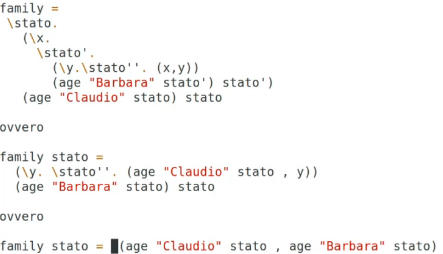 family =
\stato.
(\x.
\stato'.
(\y.\stato''. (x,y))
(age "Barbara" stato') stato')
(age "Claudio" stato) stato
ovvero
family stato =
(\y. \stato''. (age "Claudio" stato , y))
(age "Barbara" stato) stato
ovvero
family stato = (age "Claudio" stato , age "Barbara" stato)